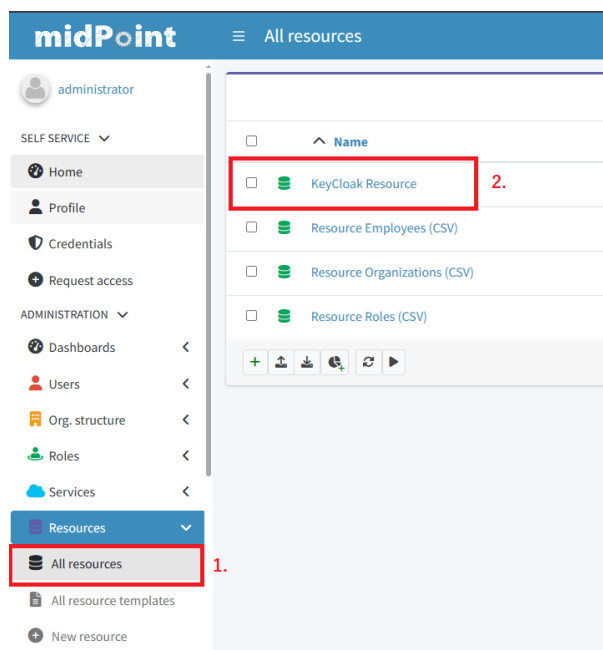 midPoint
All resources
administrator
SELF SERVICE
Home
Profile
Credentials
Request access
ADMINISTRATION
Dashboards
Users
Org. structure
Roles
Services
Resources
All resources
1.
All resource templates
New resource
Name
KeyCloak Resource
2.
Resource Employees (CSV)
Resource Organizations (CSV)
Resource Roles (CSV)